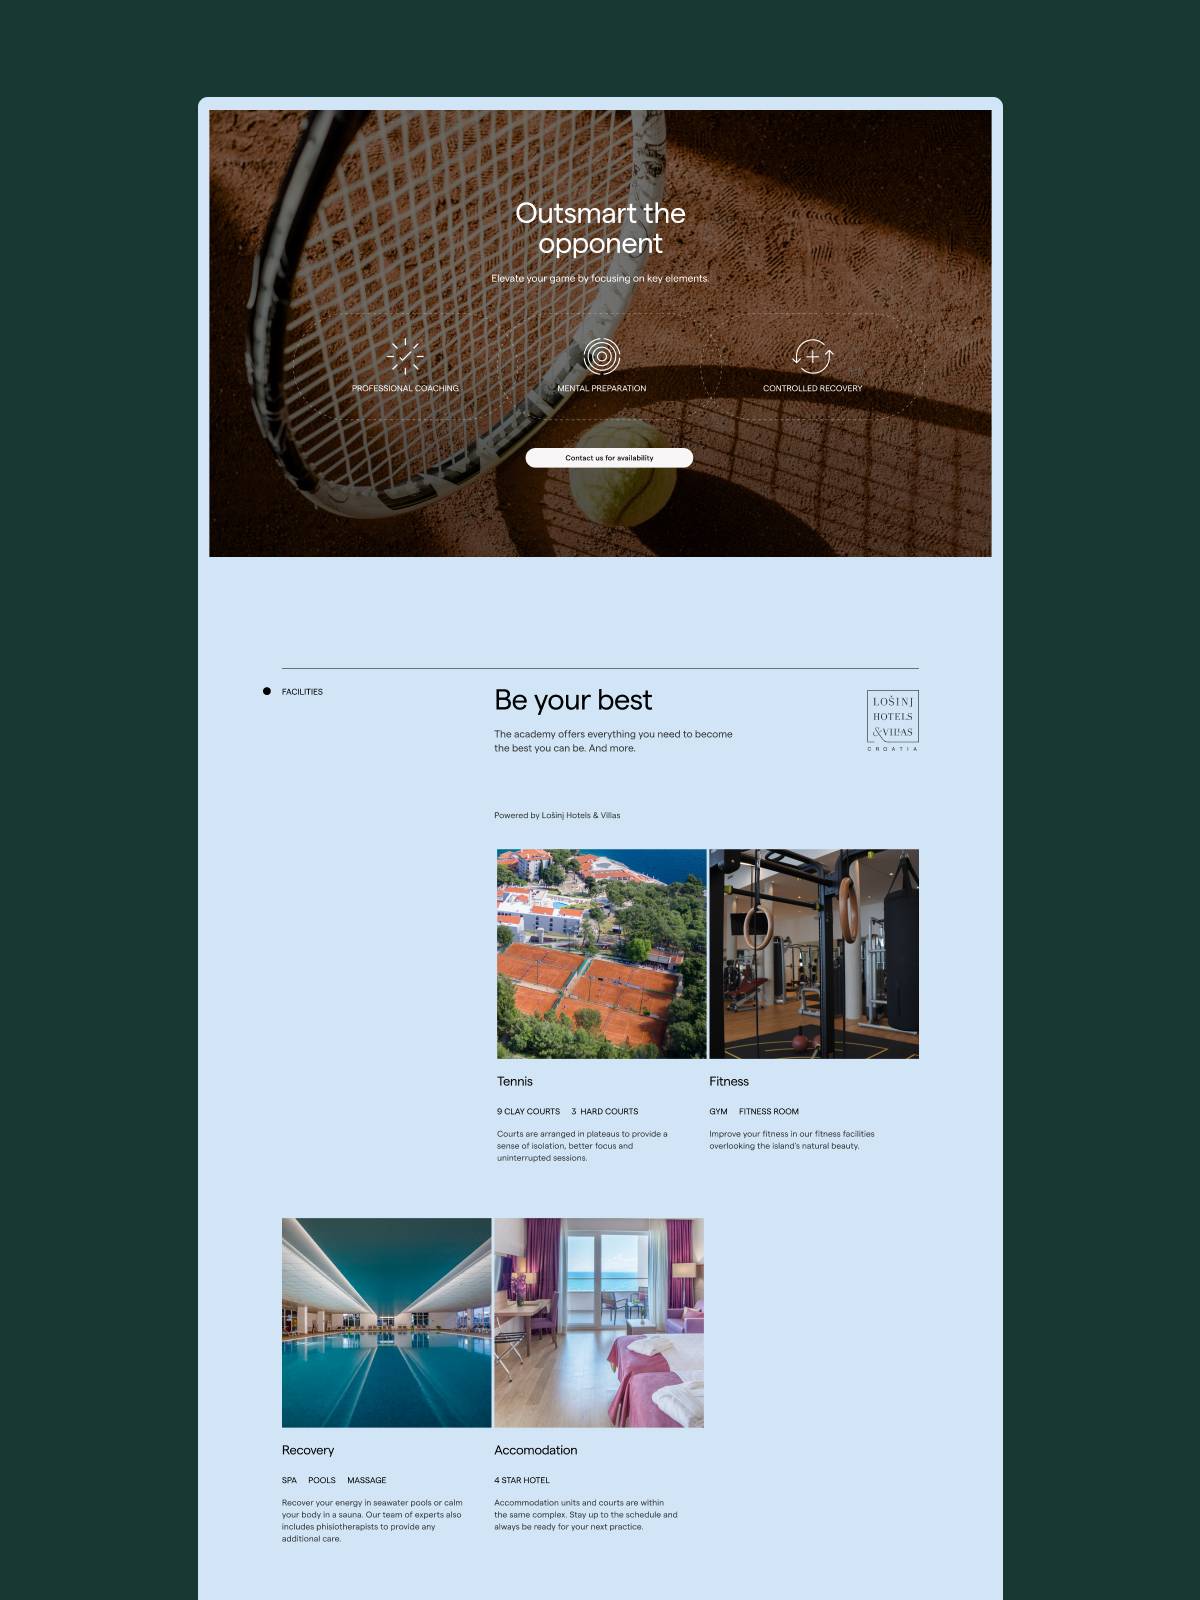 Outsmart the
opponent
Elevate your game by focusing on key elements.
PROFESSIONAL COACHING
MENTAL PREPARATION
CONTROLLED RECOVERY
Contact us for availability
FACILITIES
Be your best
The academy offers everything you need to become
the best you can be. And more.
LOŠINJ
HOTELS
&VILLAS
CROATIA
Powered by Lošinj Hotels & Villas
Tennis
9 CLAY COURTS 3 HARD COURTS
Courts are arranged in plateaus to provide a
sense of isolation, better focus and
uninterrupted sessions.
Fitness
GYM FITNESS ROOM
Improve your fitness in our fitness facilities
overlooking the island's natural beauty.
Recovery
SPA POOLS MASSAGE
Recover your energy in seawater pools or calm
your body in a sauna. Our team of experts also
includes phisiotherapists to provide any
additional care.
Accomodation
4 STAR HOTEL
Accommodation units and courts are within
the same complex. Stay up to the schedule and
always be ready for your next practice.